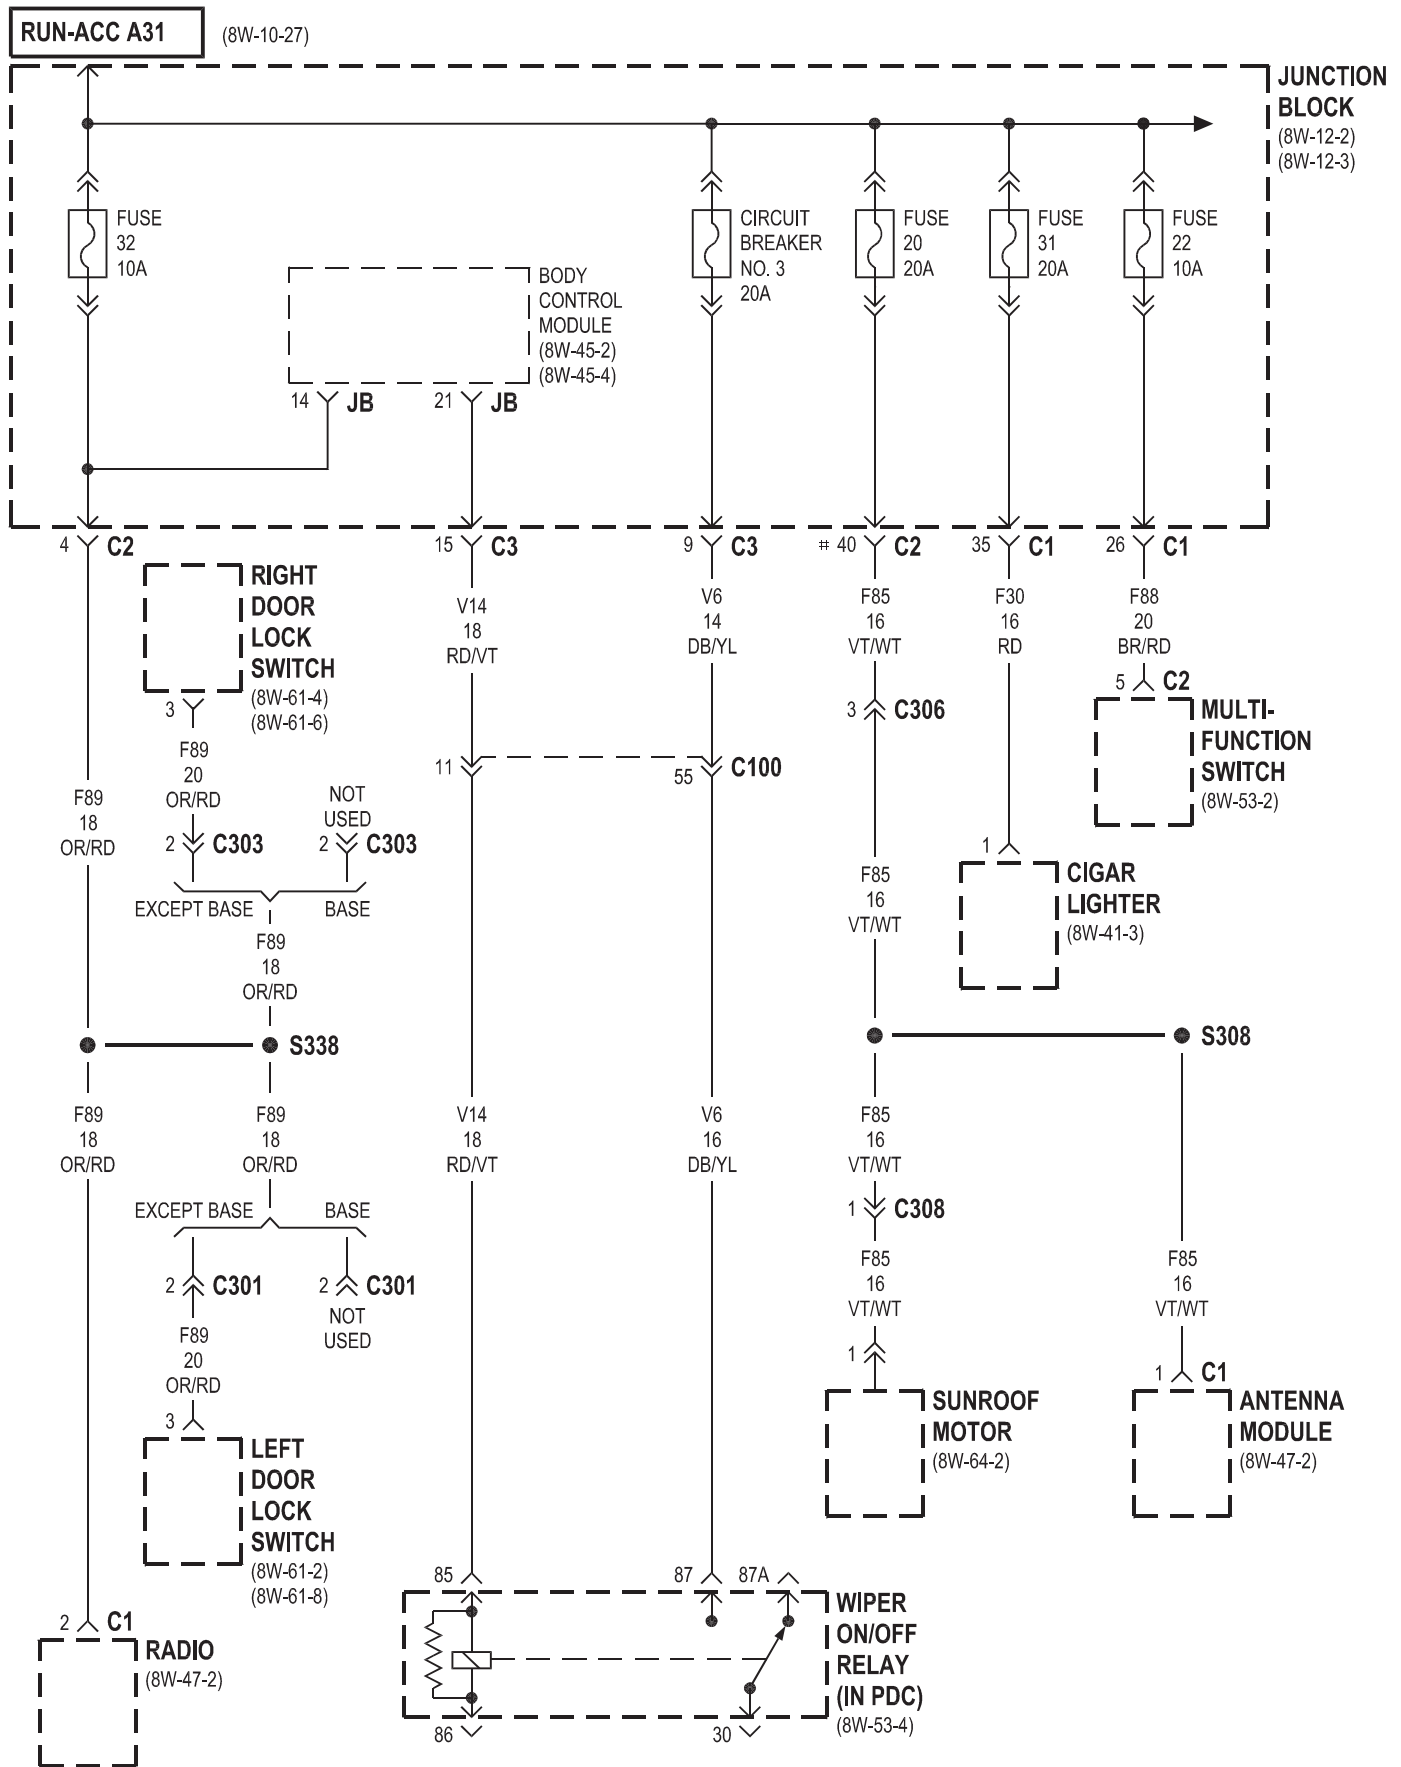 RUN-ACC A31
(8W-10-27)
JUNCTION
BLOCK
(8W-12-2)
(8W-12-3)
FUSE
32
10A
CIRCUIT
BREAKER
NO. 3
20A
FUSE
20
20A
FUSE
31
20A
FUSE
22
10A
BODY
CONTROL
MODULE
(8W-45-2)
(8W-45-4)
14 JB
21 JB
4 C2
15 C3
9 C3
# 40 C2
35 C1
26 C1
RIGHT
DOOR
LOCK
SWITCH
(8W-61-4)
(8W-61-6)
3
F89
20
OR/RD
V14
18
RD/VT
V6
14
DB/YL
F85
16
VT/WT
F30
16
RD
F88
20
BR/RD
5 C2
MULTI-
FUNCTION
SWITCH
(8W-53-2)
3 C306
11
55 C100
F89
18
OR/RD
NOT
USED
2 C303
2 C303
EXCEPT BASE
BASE
1
CIGAR
LIGHTER
(8W-41-3)
F85
16
VT/WT
F89
18
OR/RD
S338
S308
F89
18
OR/RD
F89
18
OR/RD
V14
18
RD/VT
V6
16
DB/YL
F85
16
VT/WT
EXCEPT BASE
BASE
1 C308
2 C301
2 C301
NOT
USED
F89
20
OR/RD
F85
16
VT/WT
F85
16
VT/WT
1
1 C1
SUNROOF
MOTOR
(8W-64-2)
ANTENNA
MODULE
(8W-47-2)
3
LEFT
DOOR
LOCK
SWITCH
(8W-61-2)
(8W-61-8)
85
87
87A
WIPER
ON/OFF
RELAY
(IN PDC)
(8W-53-4)
2 C1
RADIO
(8W-47-2)
86
30